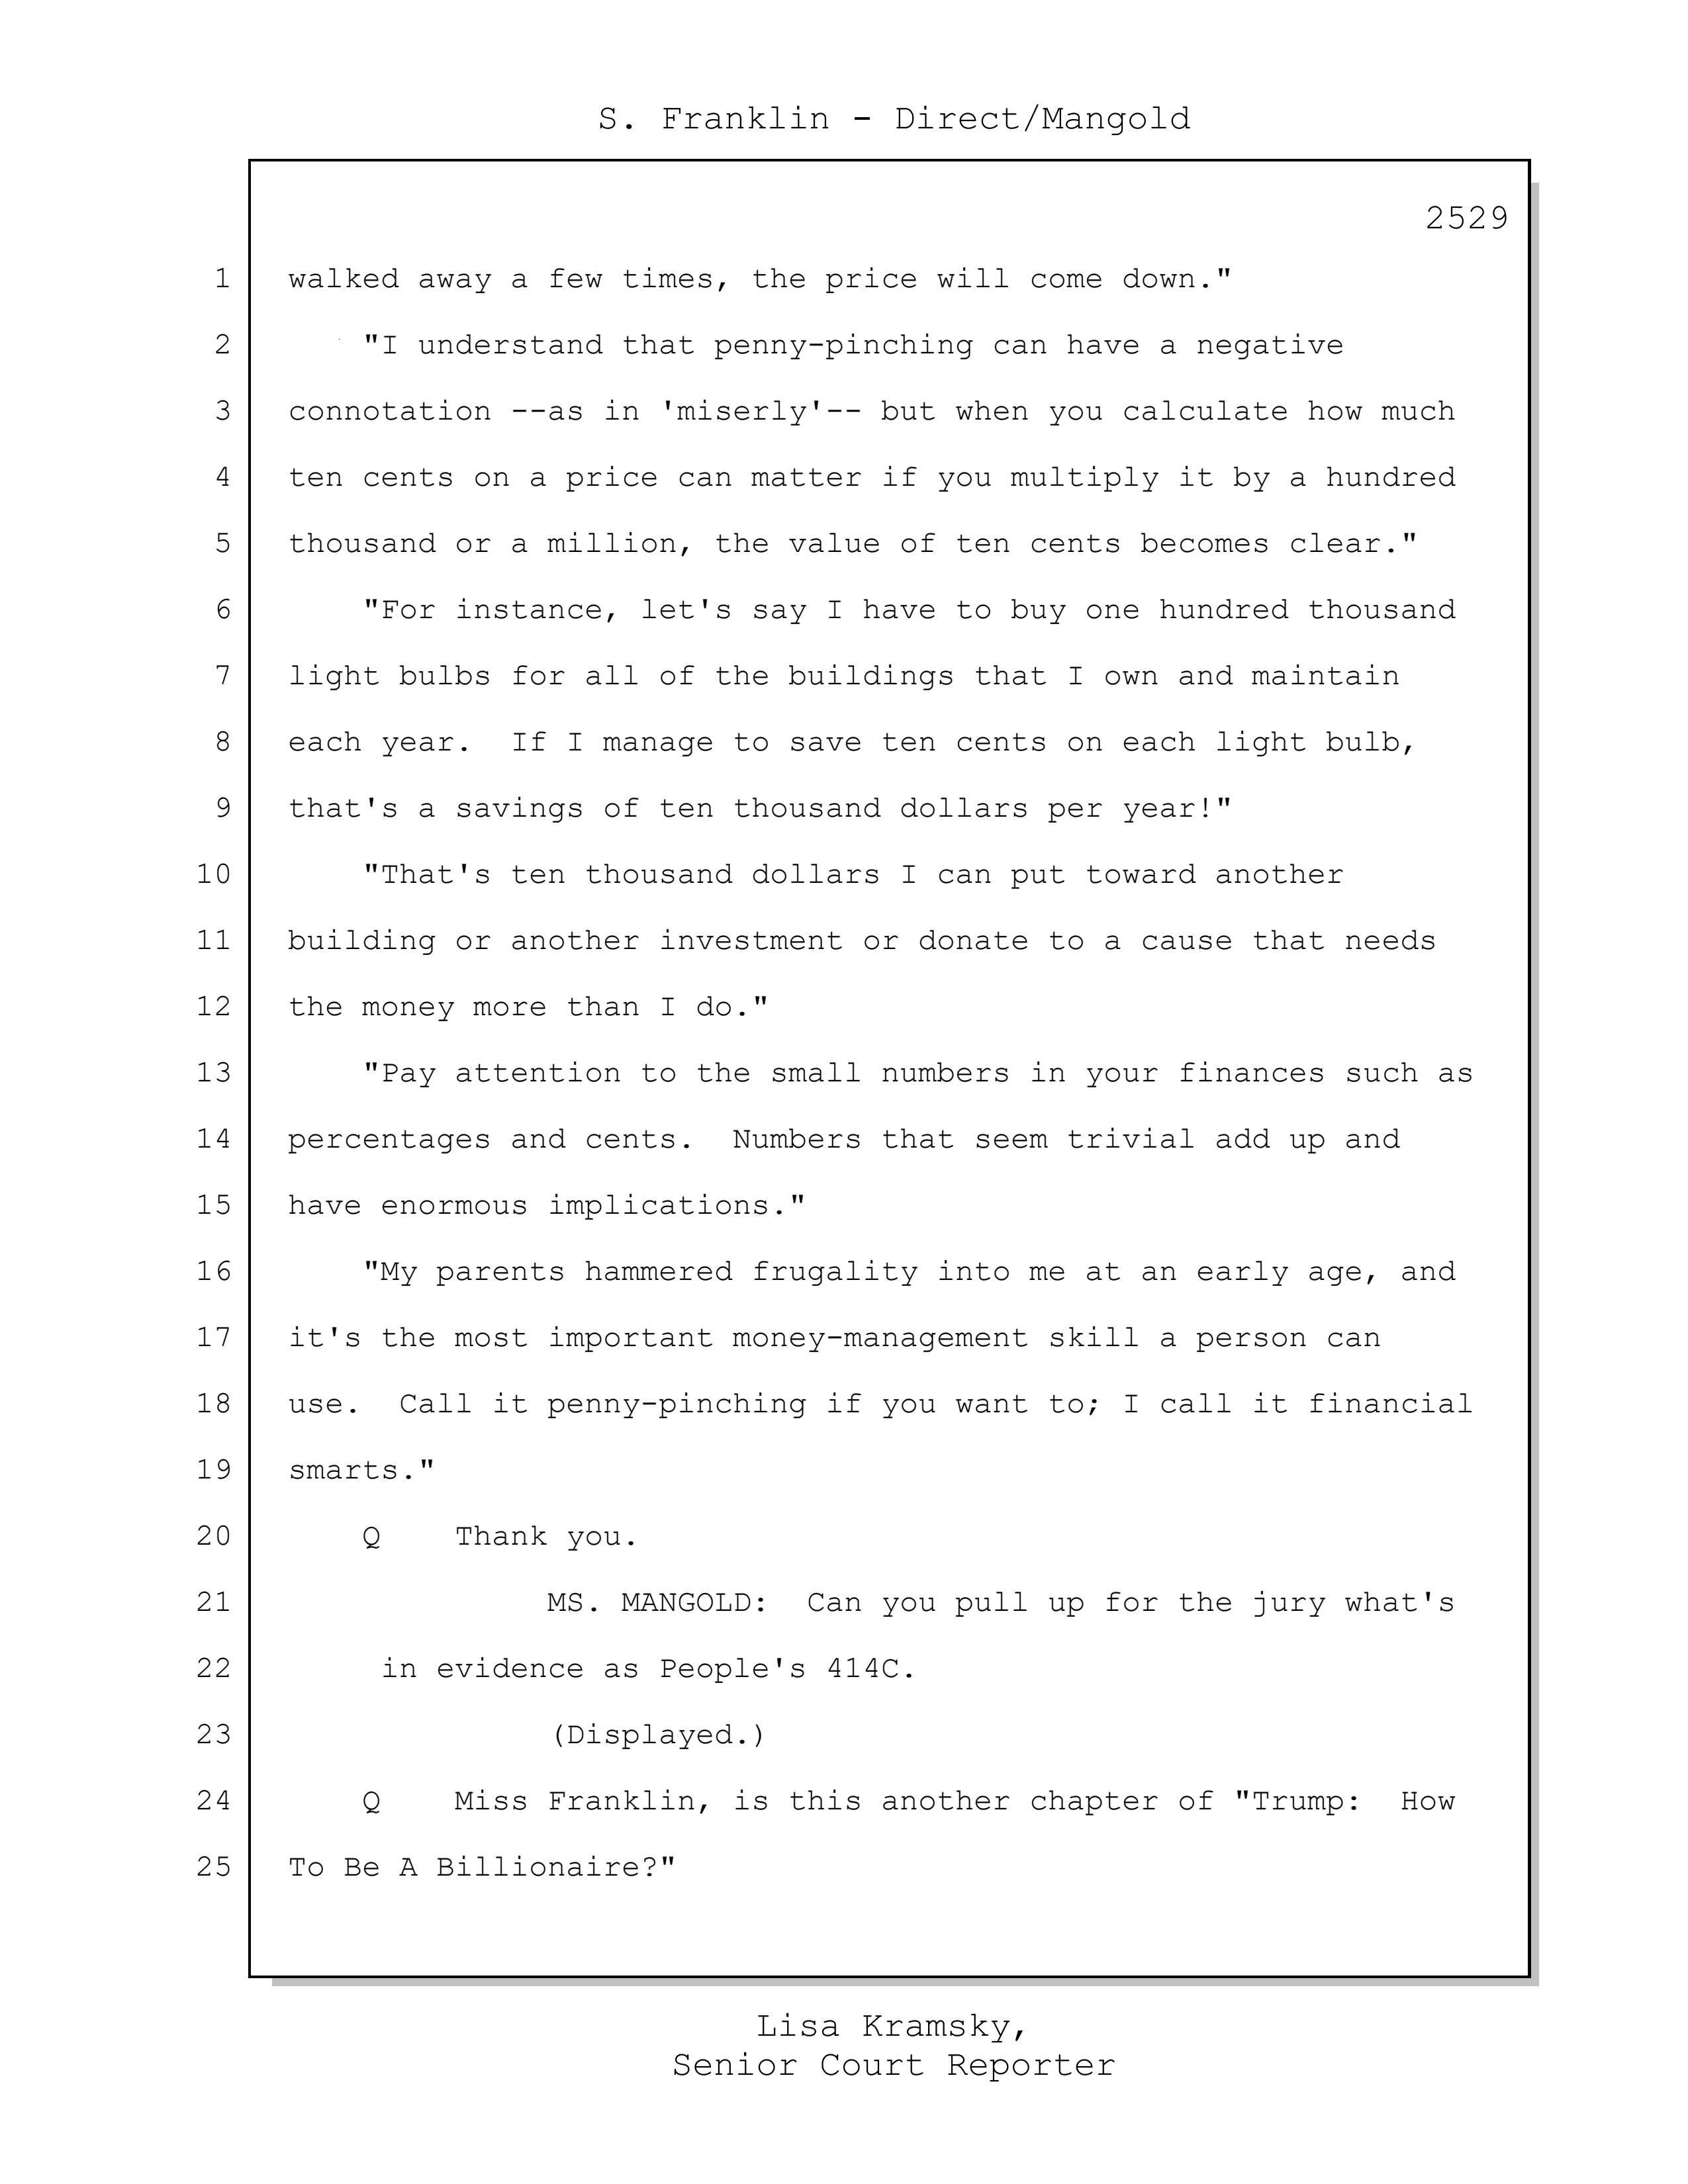 S. Franklin - Direct/Mangold
2529
1 walked away a few times, the price will come down."
2 "I understand that penny-pinching can have a negative
3 connotation --as in 'miserly'-- but when you calculate how much
4 ten cents on a price can matter if you multiply it by a hundred
5 thousand or a million, the value of ten cents becomes clear."
6 "For instance, let's say I have to buy one hundred thousand
7 light bulbs for all of the buildings that I own and maintain
8 each year.  If I manage to save ten cents on each light bulb,
9 that's a savings of ten thousand dollars per year!"
10 "That's ten thousand dollars I can put toward another
11 building or another investment or donate to a cause that needs
12 the money more than I do."
13 "Pay attention to the small numbers in your finances such as
14 percentages and cents.  Numbers that seem trivial add up and
15 have enormous implications."
16 "My parents hammered frugality into me at an early age, and
17 it's the most important money-management skill a person can
18 use.  Call it penny-pinching if you want to; I call it financial
19 smarts."
20 Q    Thank you.
21 MS. MANGOLD:  Can you pull up for the jury what's
22 in evidence as People's 414C.
23 (Displayed.)
24 Q    Miss Franklin, is this another chapter of "Trump:  How
25 To Be A Billionaire?"
Lisa Kramsky,
Senior Court Reporter